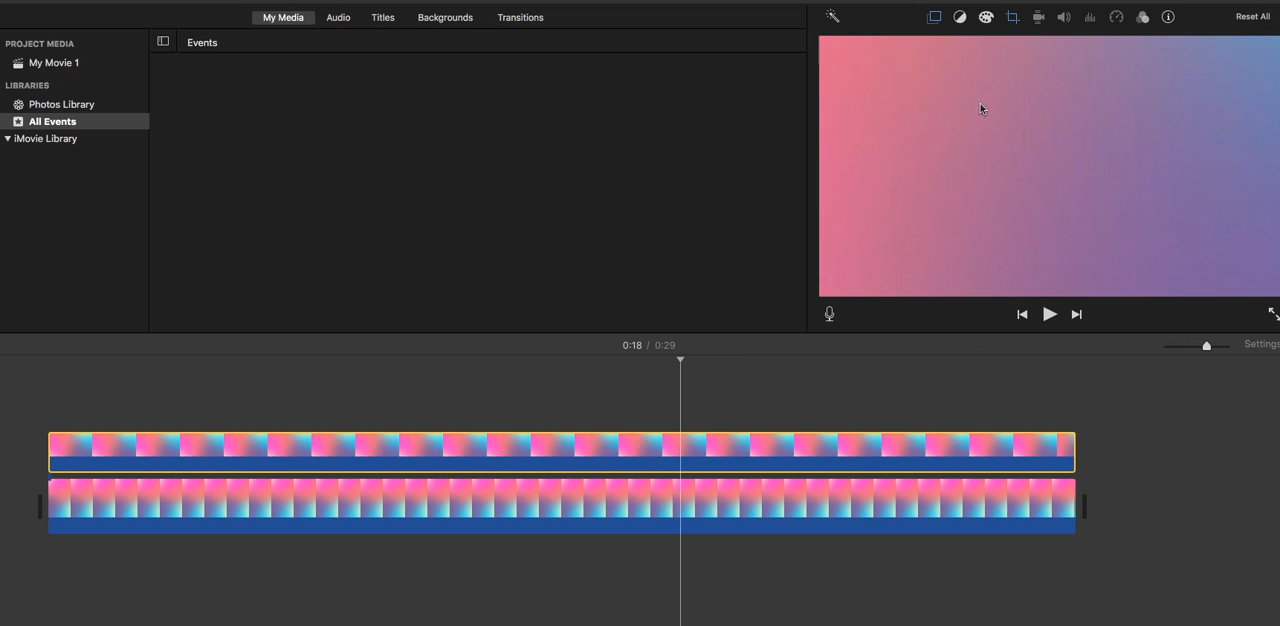 My Media Audio Titles Backgrounds Transitions
Reset All
PROJECT MEDIA
Events
My Movie 1
LIBRARIES
Photos Library
All Events
iMovie Library
0:18 / 0:29
Settings